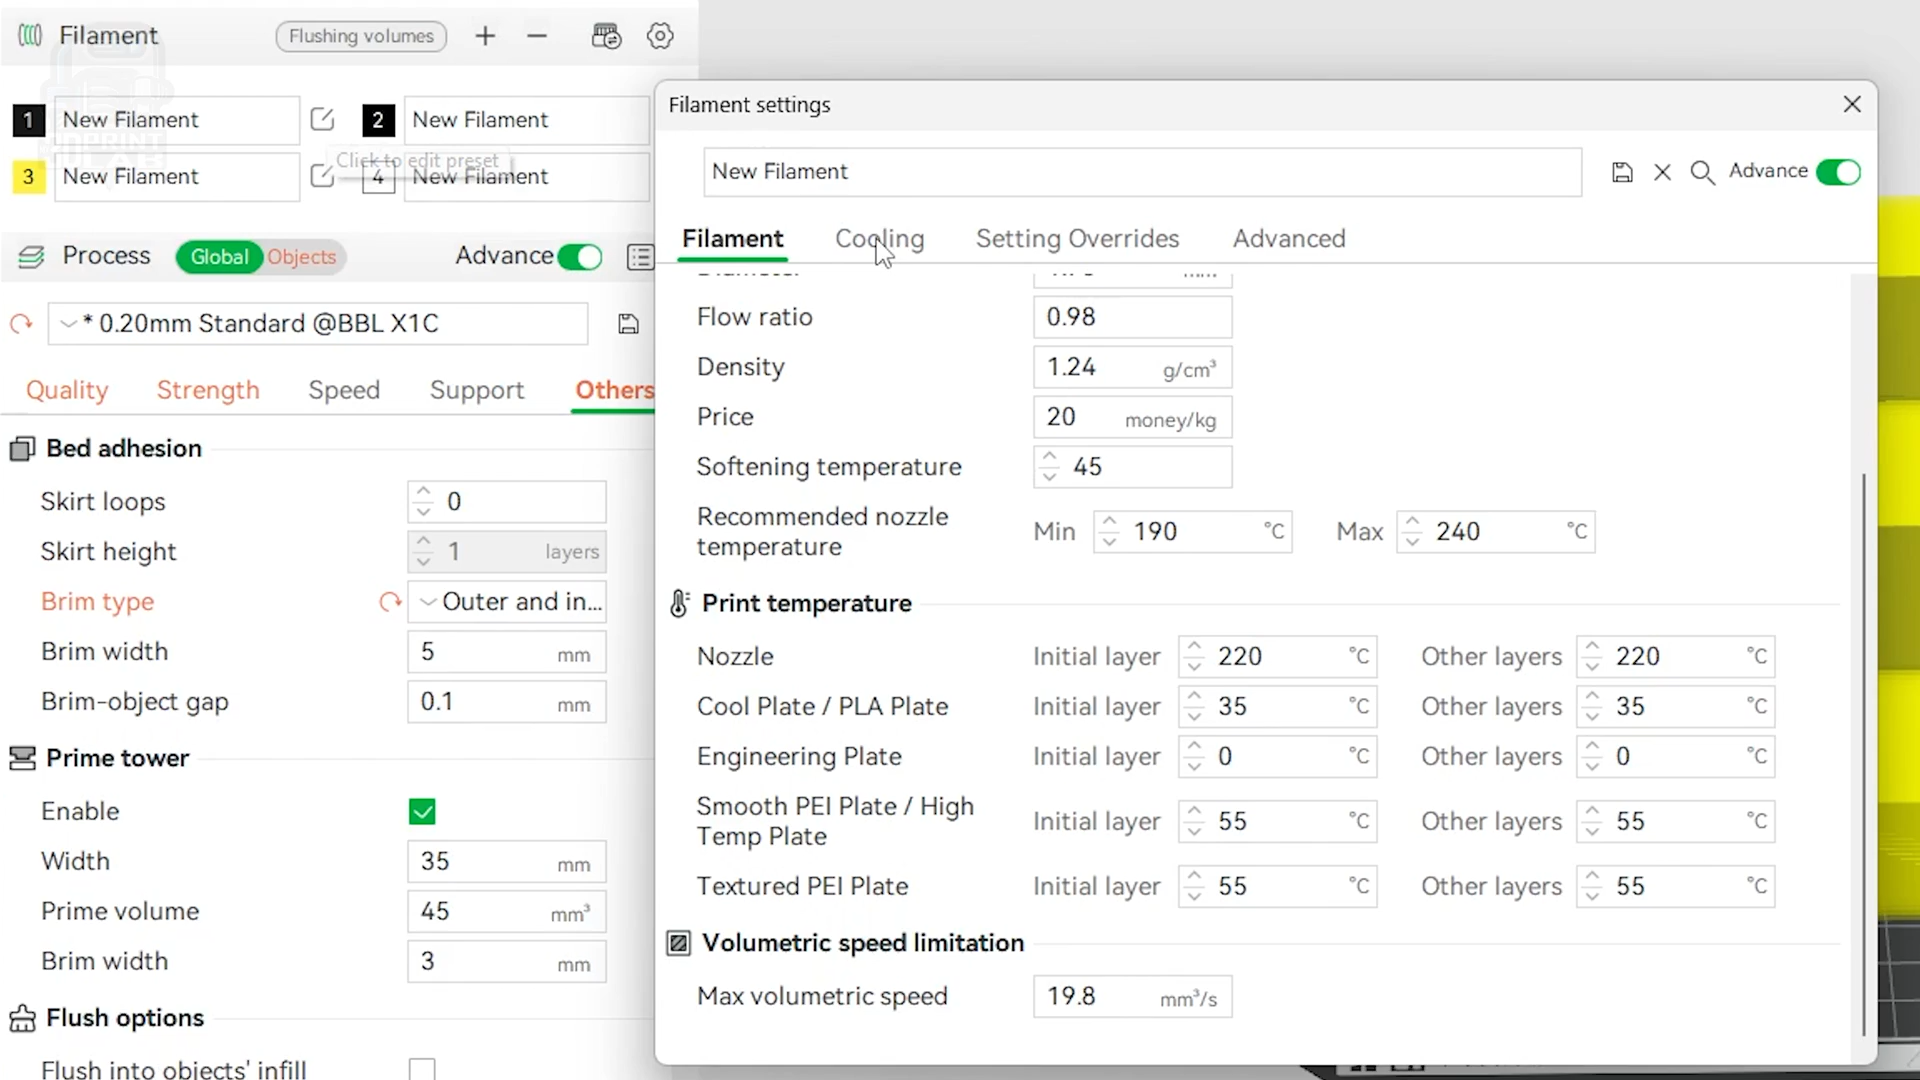 Filament
Flushing volumes
1 New Filament
2 New Filament
Click to edit preset
3 New Filament
4 New Filament
Process
Global Objects
Advance
* 0.20mm Standard @BBL X1C
Quality Strength Speed Support Others
Bed adhesion
Skirt loops 0
Skirt height 1 layers
Brim type Outer and in...
Brim width 5 mm
Brim-object gap 0.1 mm
Prime tower
Enable
Width 35 mm
Prime volume 45 mm³
Brim width 3 mm
Flush options
Flush into objects' infill
Filament settings
New Filament
Advance
Filament Cooling Setting Overrides Advanced
Flow ratio 0.98
Density 1.24 g/cm³
Price 20 money/kg
Softening temperature 45
Recommended nozzle
temperature
Min 190 °C Max 240 °C
Print temperature
Nozzle Initial layer 220 °C Other layers 220 °C
Cool Plate / PLA Plate Initial layer 35 °C Other layers 35 °C
Engineering Plate Initial layer 0 °C Other layers 0 °C
Smooth PEI Plate / High
Temp Plate
Initial layer 55 °C Other layers 55 °C
Textured PEI Plate Initial layer 55 °C Other layers 55 °C
Volumetric speed limitation
Max volumetric speed 19.8 mm³/s